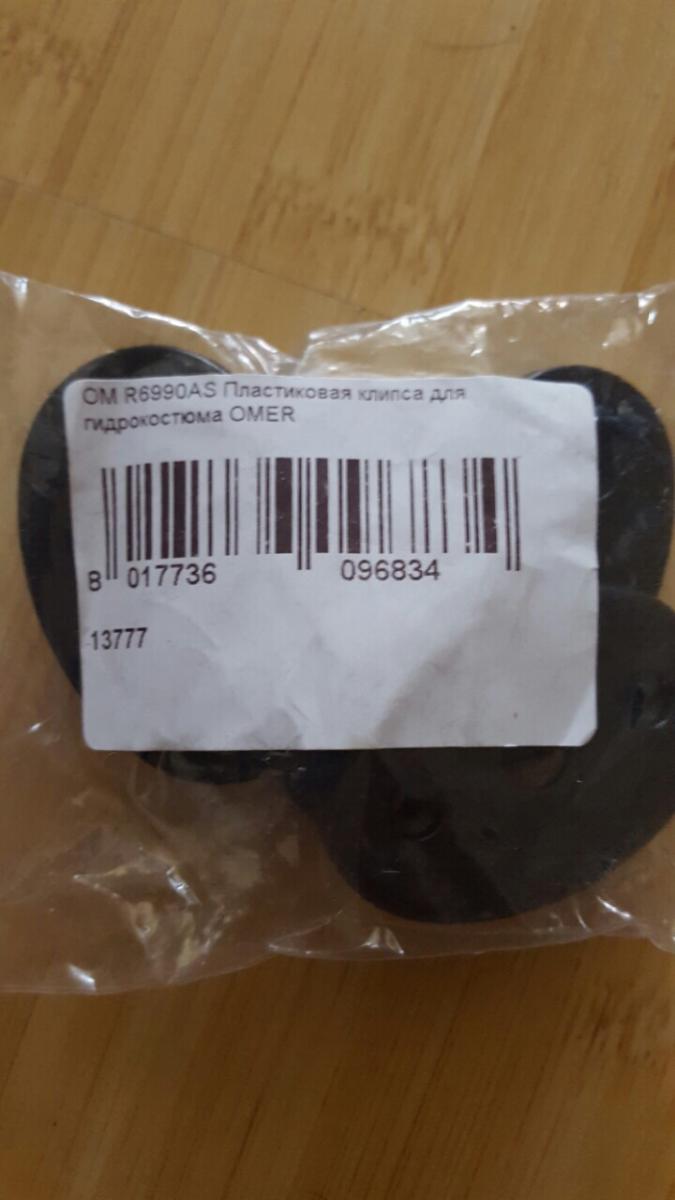 OM R6990AS Пластиковая клипса для
гидрокостюма OMER
8 017736 096834
13777